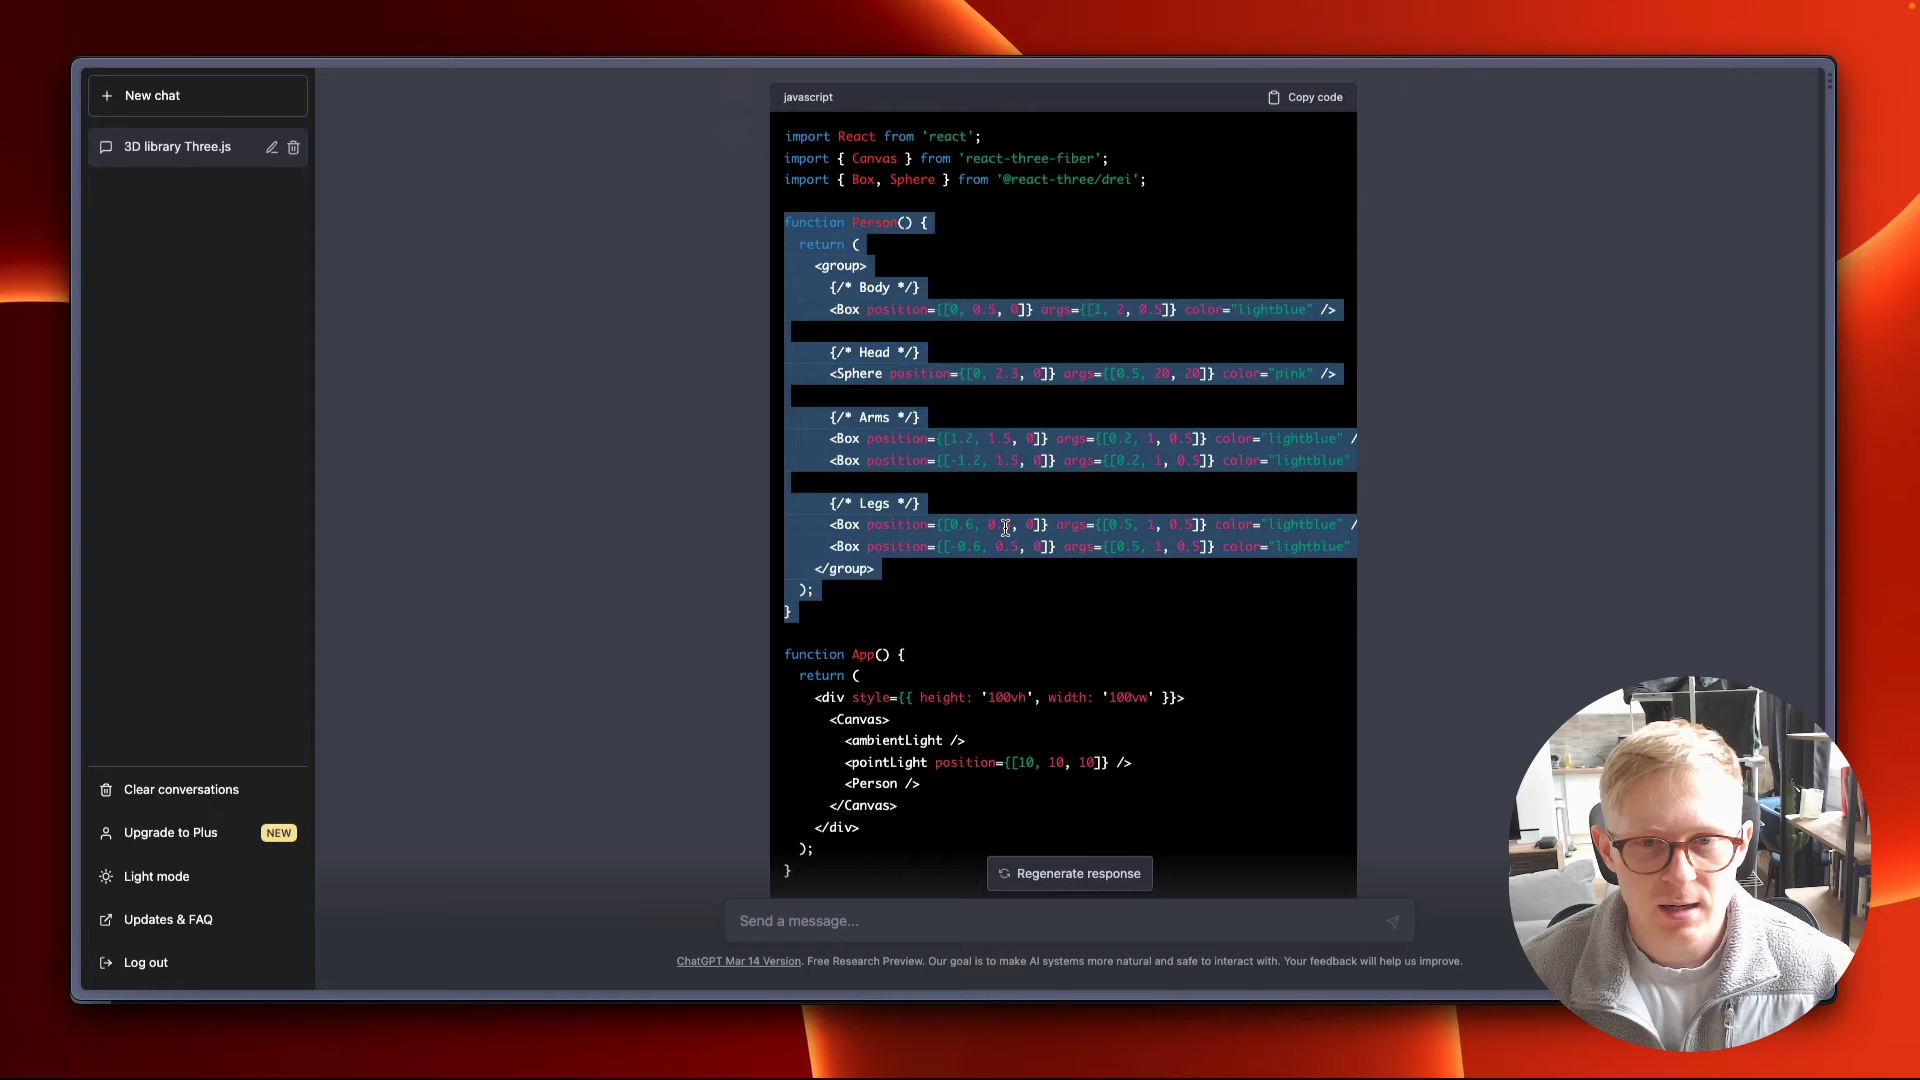 New chat
3D library Three.js
Clear conversations
Upgrade to Plus
NEW
Light mode
Updates & FAQ
Log out
javascript
Copy code
import React from 'react';
import { Canvas } from 'react-three-fiber';
import { Box, Sphere } from '@react-three/drei';
function Person() {
return (
<group>
{/* Body */}
<Box position={[0, 0.5, 0]} args={[1, 2, 0.5]} color="lightblue" />
{/* Head */}
<Sphere position={[0, 2.3, 0]} args={[0.5, 20, 20]} color="pink" />
{/* Arms */}
<Box position={[1.2, 1.5, 0]} args={[0.2, 1, 0.5]} color="lightblue" /
<Box position={[-1.2, 1.5, 0]} args={[0.2, 1, 0.5]} color="lightblue"
{/* Legs */}
<Box position={[0.6, 0, 0]} args={[0.5, 1, 0.5]} color="lightblue" /
<Box position={[-0.6, 0.5, 0]} args={[0.5, 1, 0.5]} color="lightblue"
</group>
);
}
function App() {
return (
<div style={{ height: '100vh', width: '100vw' }}>
<Canvas>
<ambientLight />
<pointLight position={[10, 10, 10]} />
<Person />
</Canvas>
</div>
);
}
Regenerate response
Send a message...
ChatGPT Mar 14 Version. Free Research Preview. Our goal is to make AI systems more natural and safe to interact with. Your feedback will help us improve.